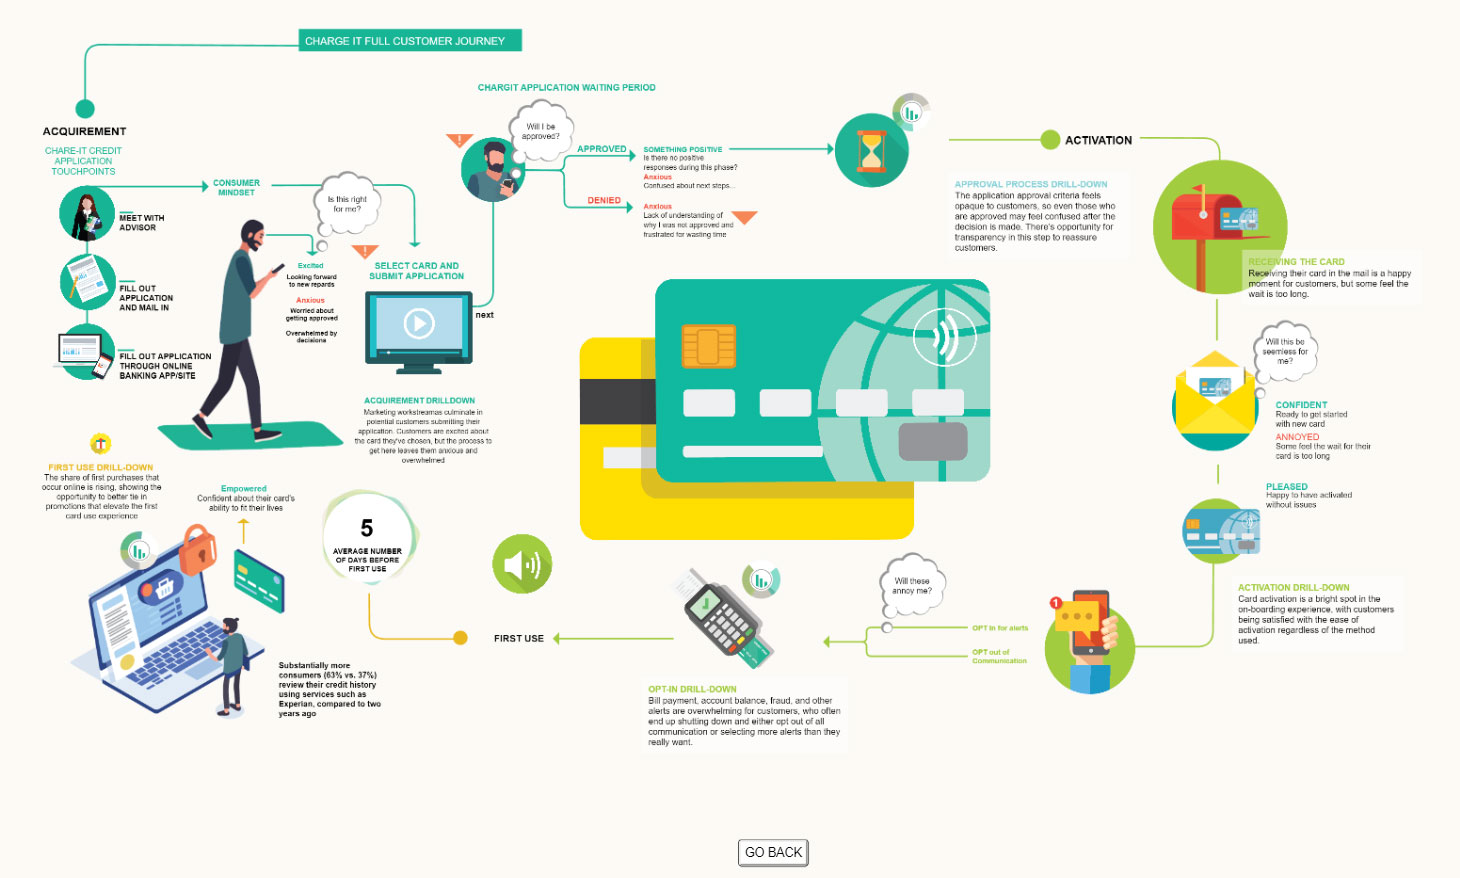 CHARGE IT FULL CUSTOMER JOURNEY
ACQUIREMENT
CHARE-IT CREDIT
APPLICATION
TOUCHPOINTS
MEET WITH
ADVISOR
FILL OUT
APPLICATION
AND MAIL IN
FILL OUT APPLICATION
THROUGH ONLINE
BANKING APP/SITE
CONSUMER
MINDSET
Is this right
for me?
Excited
Looking forward
to new repards
Anxious
Worried about
getting approved
Overwhelmed by
decisions
!
SELECT CARD AND
SUBMIT APPLICATION
next
ACQUIREMENT DRILLDOWN
Marketing workstreamas culminate in
potential customers submitting their
application. Customers are excited about
the card they've chosen, but the process to
get here leaves them anxious and
overwhelmed
CHARGIT APPLICATION WAITING PERIOD
!
Will I be
approved?
APPROVED
SOMETHING POSITIVE
Is there no positive
responses during this phase?
Anxious
Confused about next steps...
DENIED
Anxious
Lack of understanding of
why I was not approved and
frustrated for wasting time
ACTIVATION
APPROVAL PROCESS DRILL-DOWN
The application approval criteria feels
opaque to customers, so even those who
are approved may feel confused after the
decision is made. There's opportunity for
transparency in this step to reassure
customers.
RECEIVING THE CARD
Receiving their card in the mail is a happy
moment for customers, but some feel the
wait is too long.
Will this be
seemless for
me?
CONFIDENT
Ready to get started
with new card
ANNOYED
Some feel the wait for their
card is too long
PLEASED
Happy to have activated
without issues
ACTIVATION DRILL-DOWN
Card activation is a bright spot in the
on-boarding experience, with customers
being satisfied with the ease of
activation regardless of the method
used.
1
Will these
annoy me?
OPT in for alerts
OPT out of
Communication
OPT-IN DRILL-DOWN
Bill payment, account balance, fraud, and other
alerts are overwhelming for customers, who often
end up shutting down and either opt out of all
communication or selecting more alerts than they
really want.
FIRST USE
5
AVERAGE NUMBER
OF DAYS BEFORE
FIRST USE
FIRST USE DRILL-DOWN
The share of first purchases that
occur online is rising, showing the
opportunity to better tie in
promotions that elevate the first
card use experience
Empowered
Confident about their card's
ability to fit their lives
Substantially more
consumers (63% vs. 37%)
review their credit history
using services such as
Experian, compared to two
years ago
GO BACK